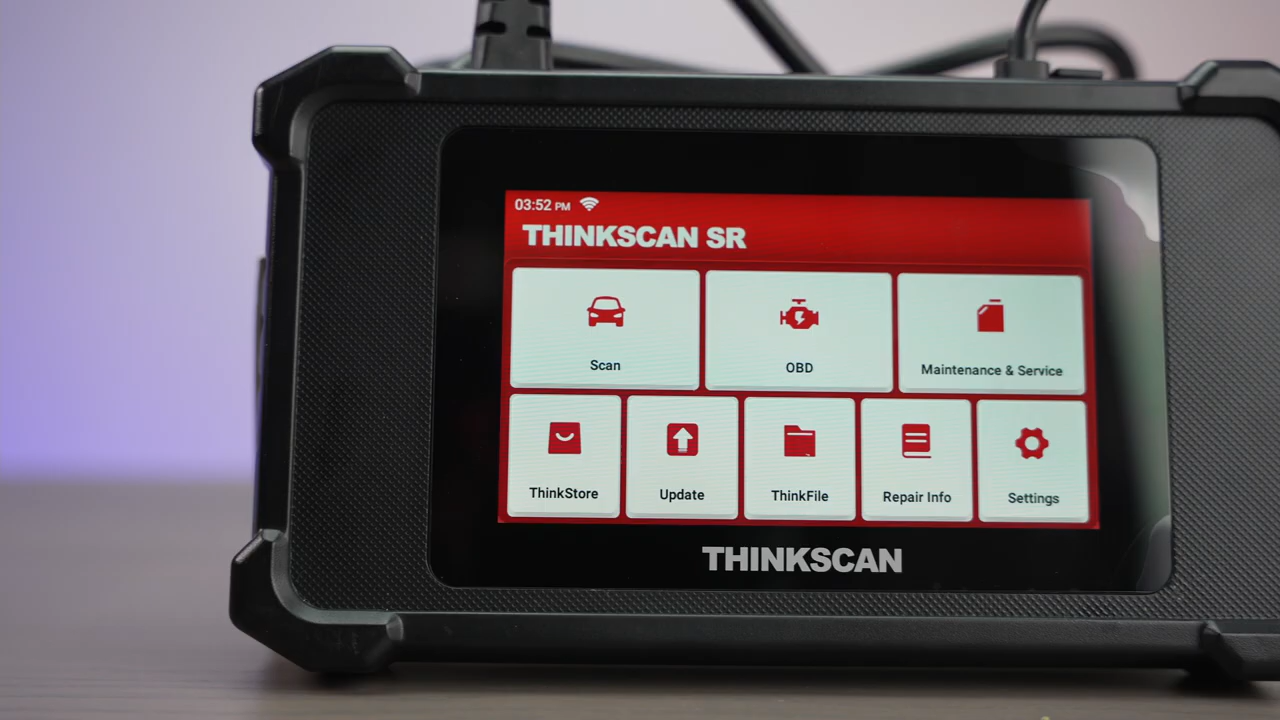 03:52 PM
THINKSCAN SR
Scan
OBD
Maintenance & Service
ThinkStore
Update
ThinkFile
Repair Info
Settings
THINKSCAN